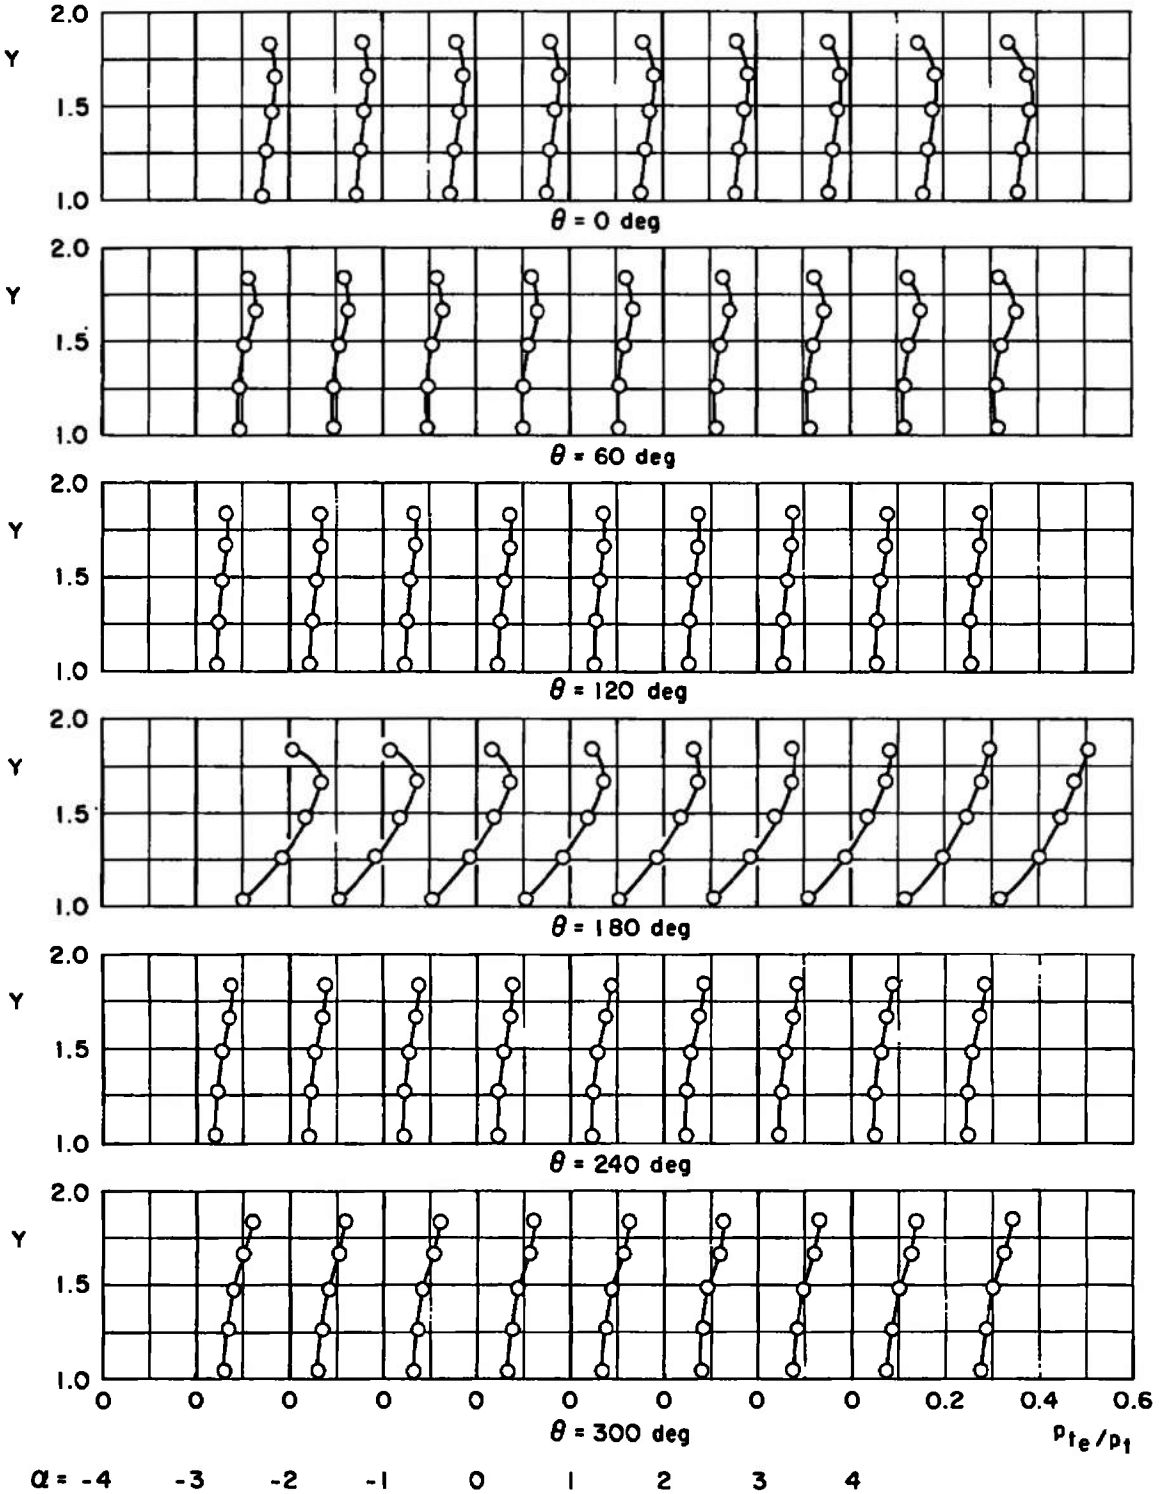 2.0
Y
1.5
1.0
θ = 0 deg
2.0
Y
1.5
1.0
θ = 60 deg
2.0
Y
1.5
1.0
θ = 120 deg
2.0
Y
1.5
1.0
θ = 180 deg
2.0
Y
1.5
1.0
θ = 240 deg
2.0
Y
1.5
1.0
0 0 0 0 0 0 0 0 0 0.2 0.4 0.6
θ = 300 deg
pte/pt
α = -4 -3 -2 -1 0 1 2 3 4